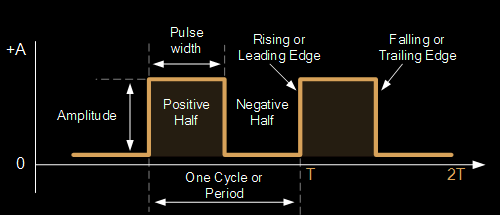 +A
Pulse
width
Rising or
Leading Edge
Falling or
Trailing Edge
Amplitude
Positive
Half
Negative
Half
0
One Cycle or
Period
T
2T